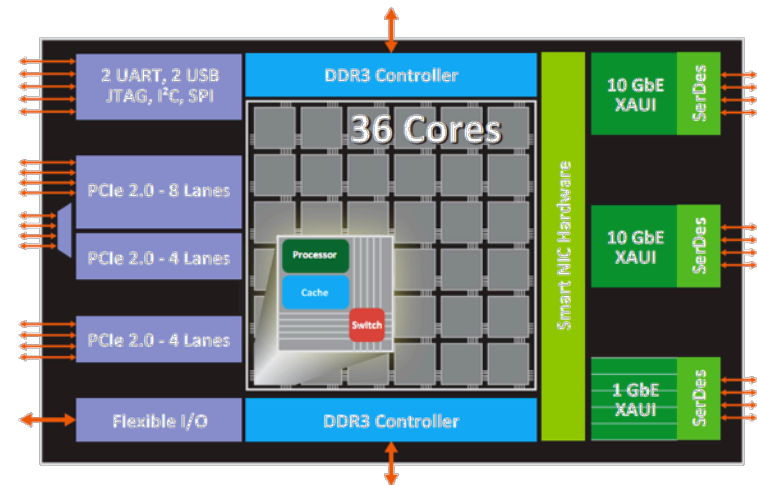 2 UART, 2 USB
JTAG, I²C, SPI
DDR3 Controller
10 GbE
XAUI
SerDes
36 Cores
PCIe 2.0 - 8 Lanes
Smart NIC Hardware
PCIe 2.0 - 4 Lanes
10 GbE
XAUI
SerDes
Processor
Cache
Switch
PCIe 2.0 - 4 Lanes
1 GbE
XAUI
SerDes
Flexible I/O
DDR3 Controller